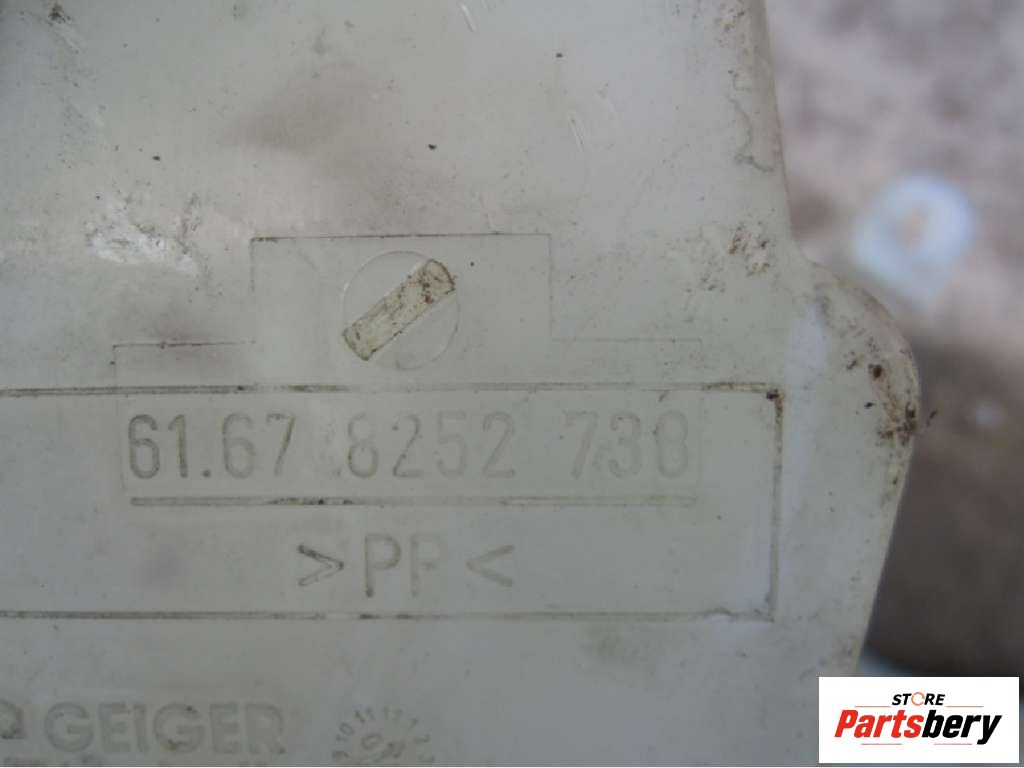 61.67 8252 738
>PP<
GEIGER
STORE
Partsbery